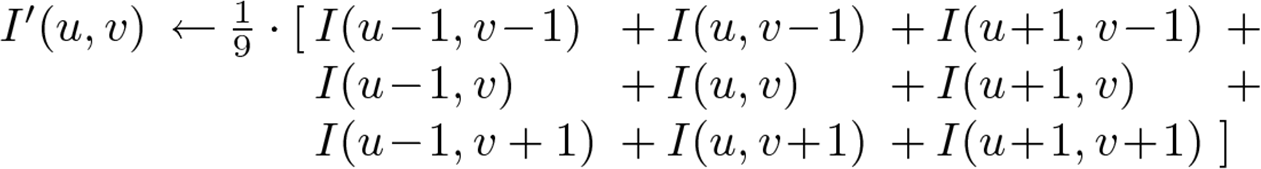 I′(u, v) ← 1/9 · [ I(u−1, v−1) + I(u, v−1) + I(u+1, v−1) +
I(u−1, v) + I(u, v) + I(u+1, v) +
I(u−1, v + 1) + I(u, v+1) + I(u+1, v+1) ]